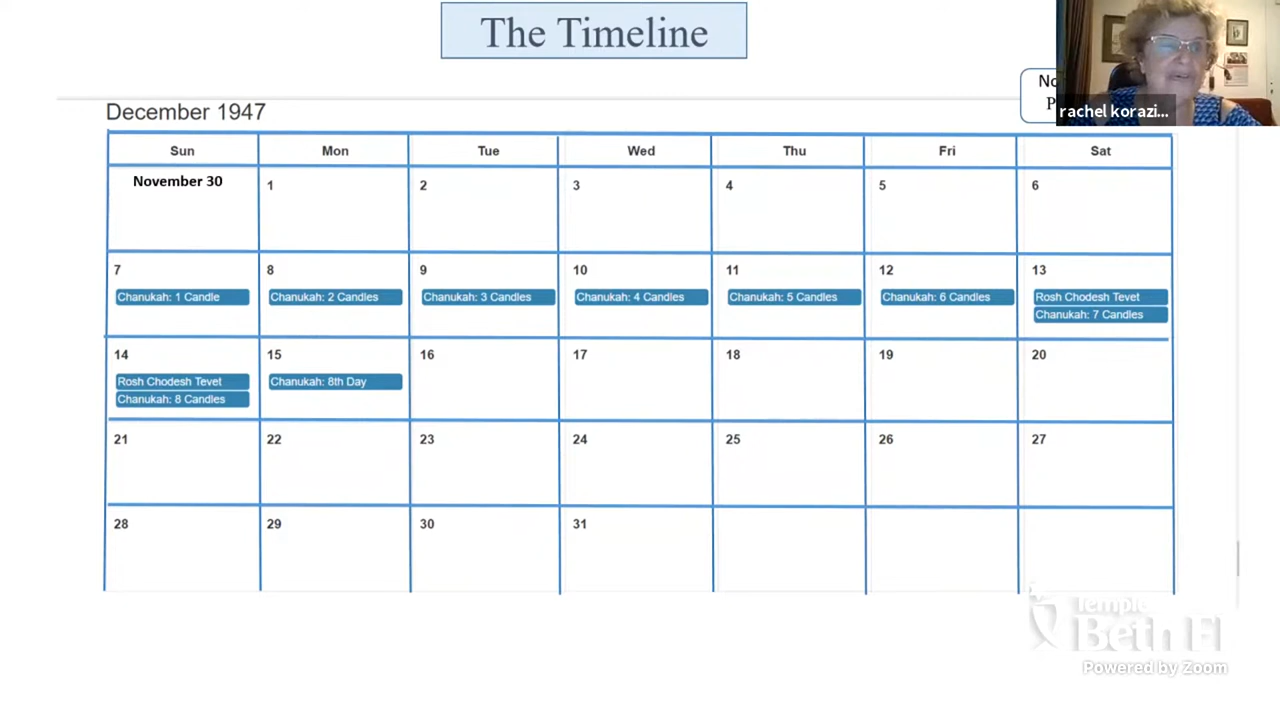 The Timeline
rachel korazi...
December 1947
Sun Mon Tue Wed Thu Fri Sat
November 30 1 2 3 4 5 6
7 8 9 10 11 12 13
Chanukah: 1 Candle Chanukah: 2 Candles Chanukah: 3 Candles Chanukah: 4 Candles Chanukah: 5 Candles Chanukah: 6 Candles Rosh Chodesh Tevet
Chanukah: 7 Candles
14 15 16 17 18 19 20
Rosh Chodesh Tevet Chanukah: 8th Day
Chanukah: 8 Candles
21 22 23 24 25 26 27
28 29 30 31
Temple
Beth El
Powered by Zoom